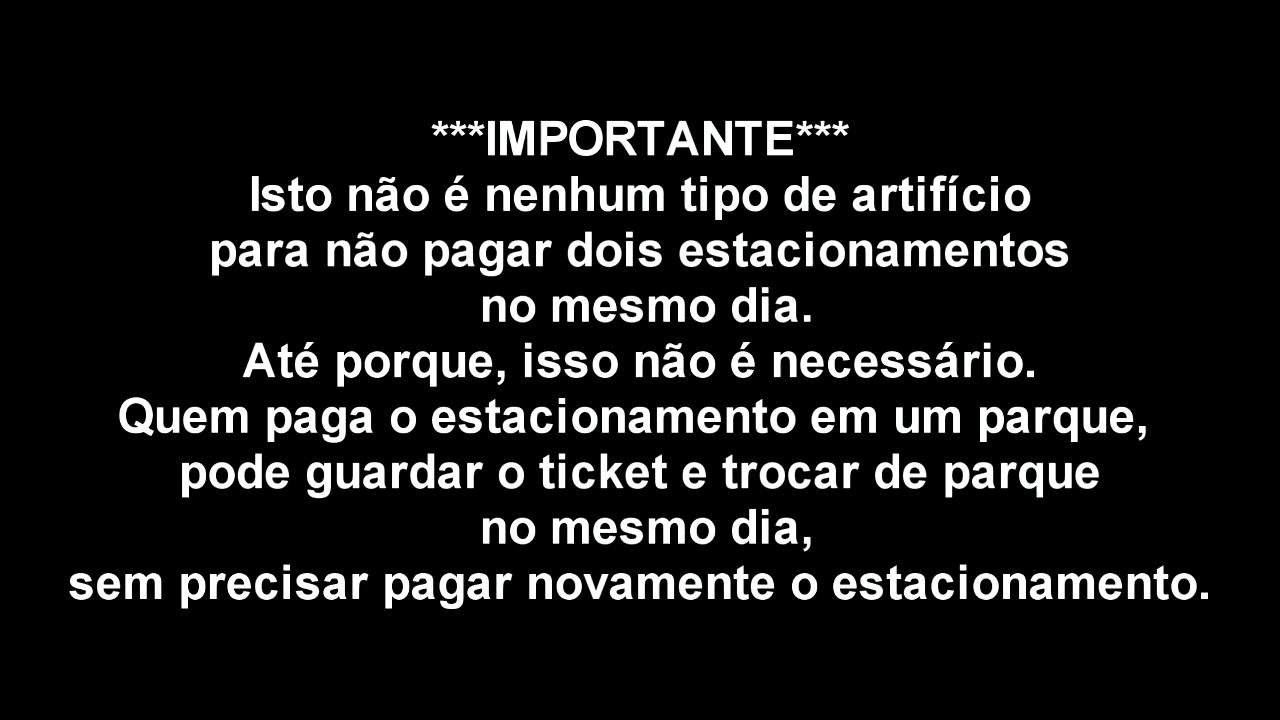 ***IMPORTANTE***
Isto não é nenhum tipo de artifício
para não pagar dois estacionamentos
no mesmo dia.
Até porque, isso não é necessário.
Quem paga o estacionamento em um parque,
pode guardar o ticket e trocar de parque
no mesmo dia,
sem precisar pagar novamente o estacionamento.